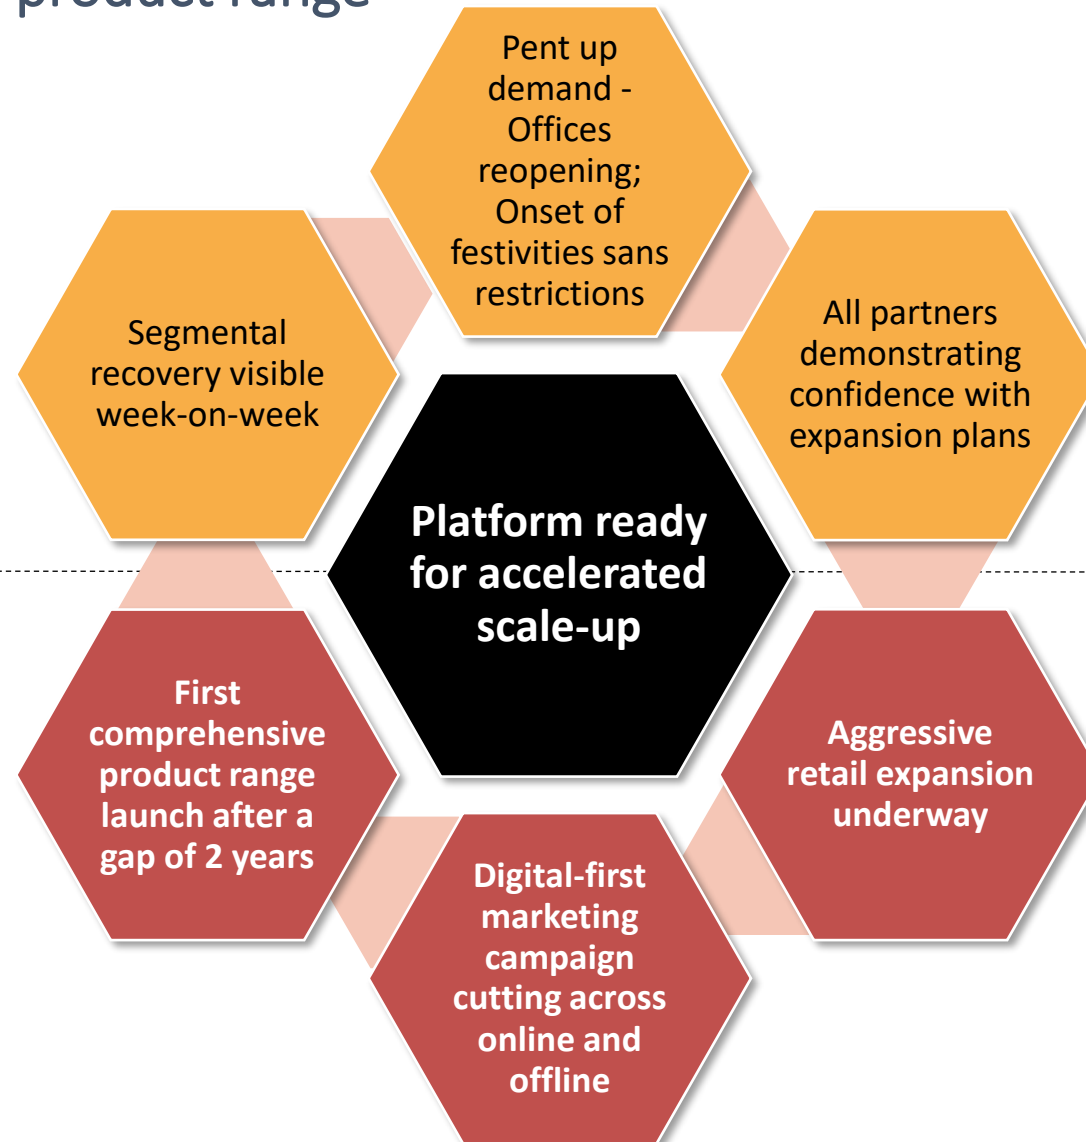 product range
Pent up
demand -
Offices
reopening;
Onset of
festivities sans
restrictions
Segmental
recovery visible
week-on-week
All partners
demonstrating
confidence with
expansion plans
Platform ready
for accelerated
scale-up
First
comprehensive
product range
launch after a
gap of 2 years
Aggressive
retail expansion
underway
Digital-first
marketing
campaign
cutting across
online and
offline